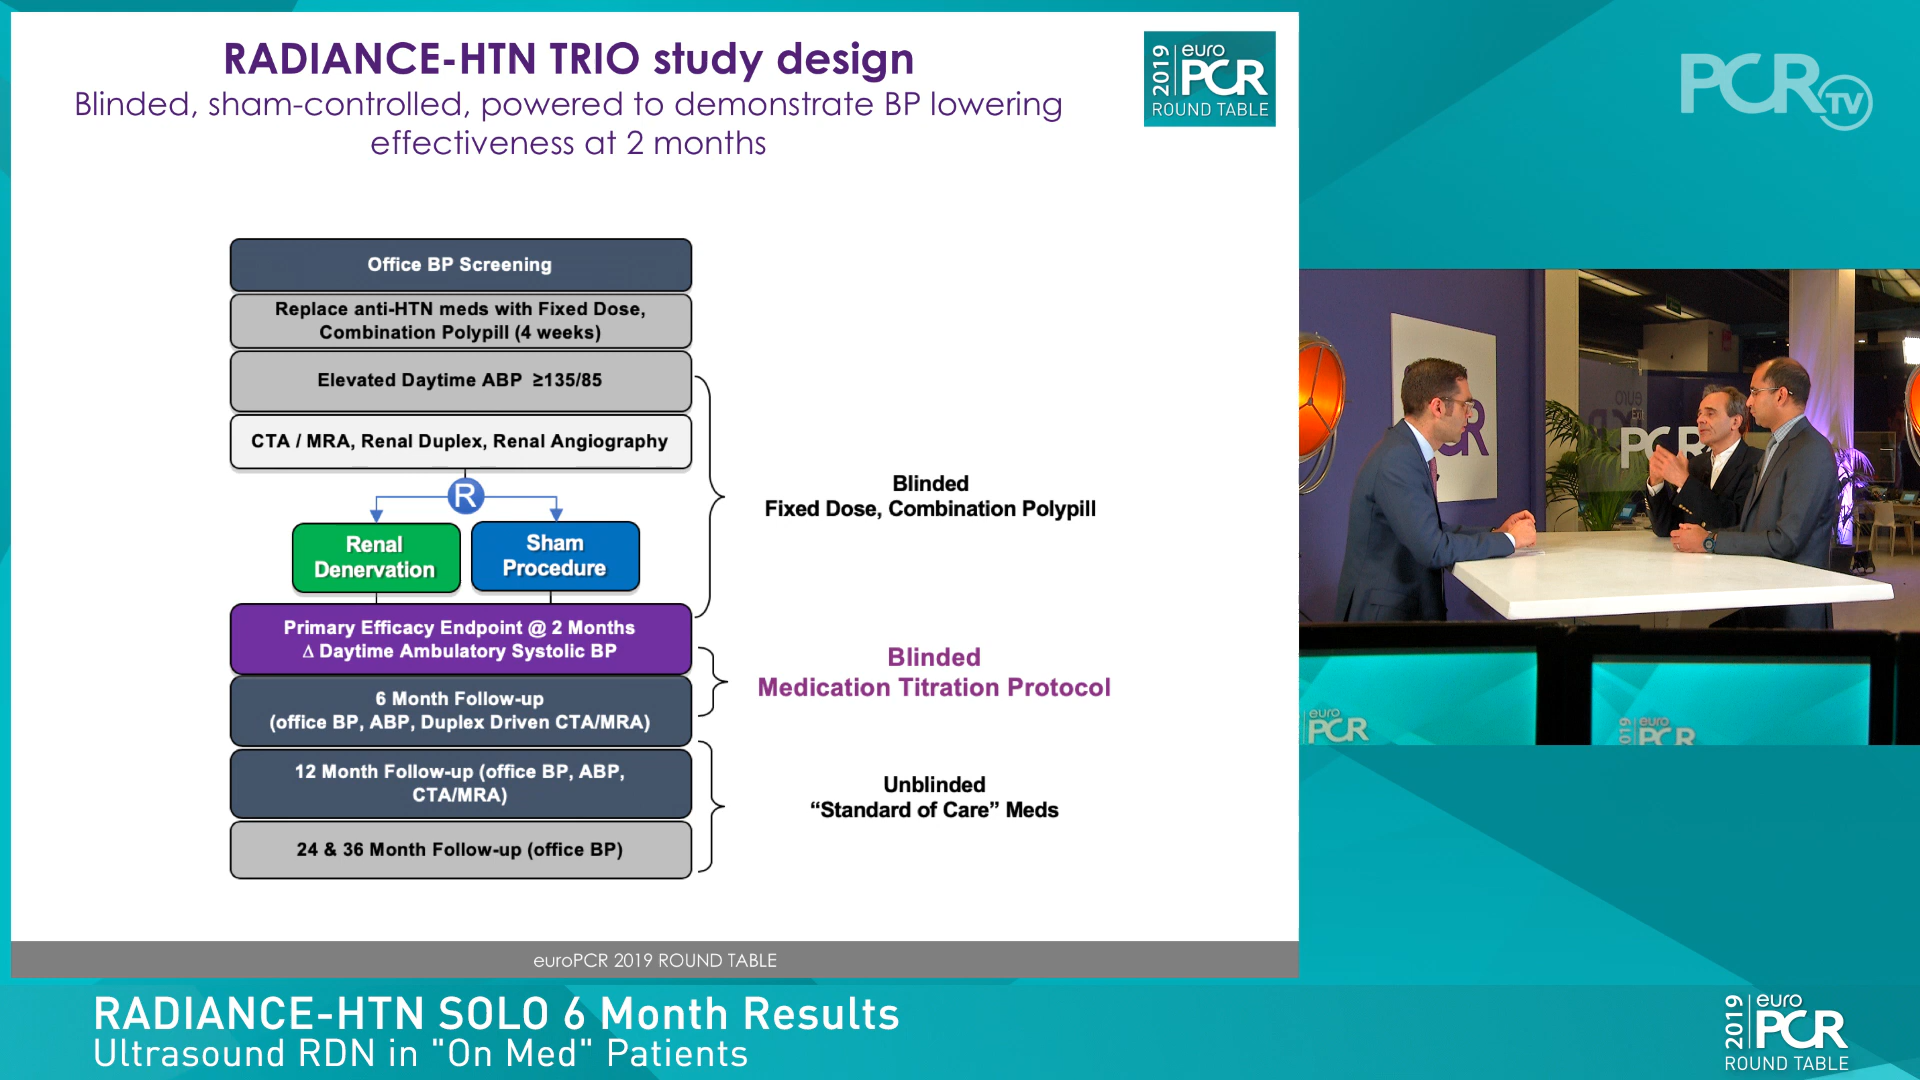 RADIANCE-HTN TRIO study design
Blinded, sham-controlled, powered to demonstrate BP lowering
effectiveness at 2 months
2019 euro
PCR
ROUND TABLE
PCR TV
Office BP Screening
Replace anti-HTN meds with Fixed Dose,
Combination Polypill (4 weeks)
Elevated Daytime ABP ≥135/85
CTA / MRA, Renal Duplex, Renal Angiography
R
Renal
Denervation
Sham
Procedure
Primary Efficacy Endpoint @ 2 Months
Δ Daytime Ambulatory Systolic BP
6 Month Follow-up
(office BP, ABP, Duplex Driven CTA/MRA)
12 Month Follow-up (office BP, ABP,
CTA/MRA)
24 & 36 Month Follow-up (office BP)
Blinded
Fixed Dose, Combination Polypill
Blinded
Medication Titration Protocol
Unblinded
“Standard of Care” Meds
PCR
euro
PCR
2019 euro
PCR
euroPCR 2019 ROUND TABLE
RADIANCE-HTN SOLO 6 Month Results
Ultrasound RDN in "On Med" Patients
2019 euro
PCR
ROUND TABLE